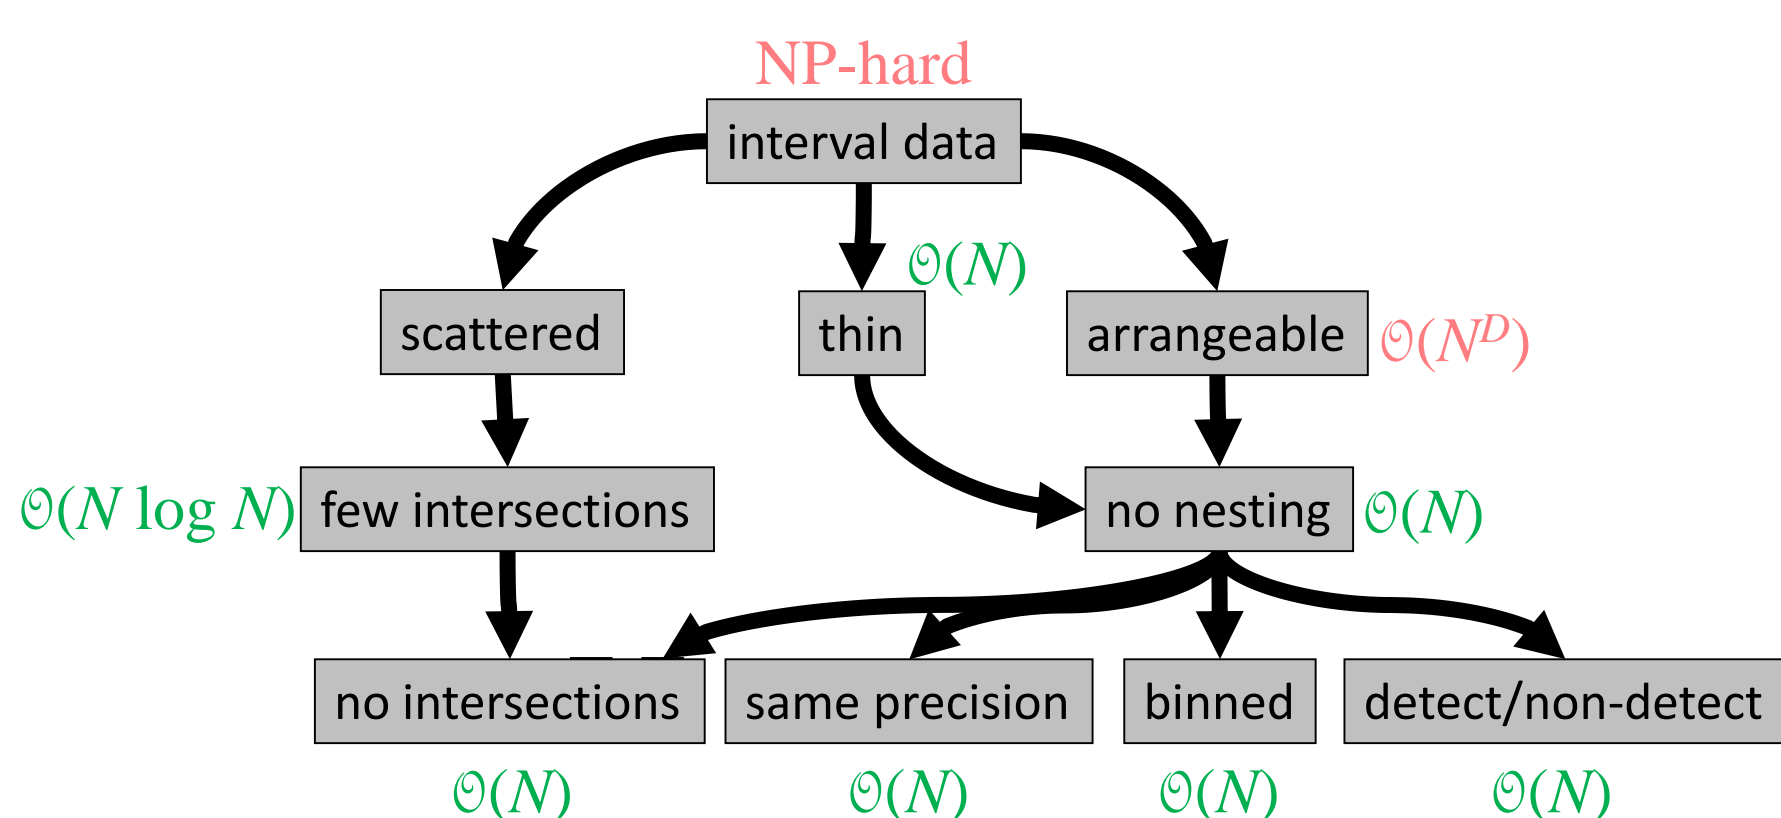 NP-hard
interval data
𝒪(N)
scattered
thin
arrangeable
𝒪(Nᴰ)
𝒪(N log N)
few intersections
no nesting
𝒪(N)
no intersections
same precision
binned
detect/non-detect
𝒪(N)
𝒪(N)
𝒪(N)
𝒪(N)